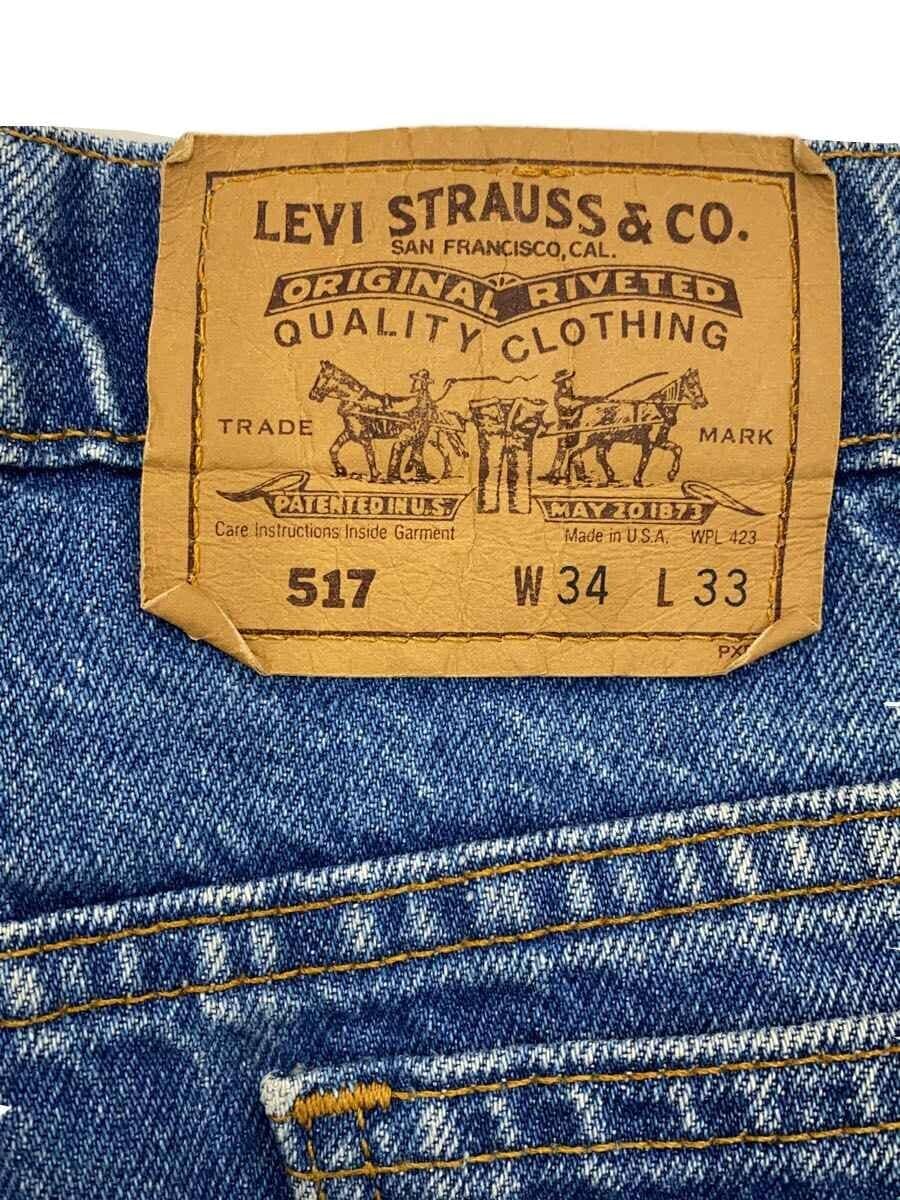 LEVI STRAUSS & CO.
SAN FRANCISCO, CAL.
ORIGINAL RIVETED
QUALITY CLOTHING
TRADE MARK
PATENTED IN U.S. MAY 20 1873
Care Instructions Inside Garment Made in U.S.A. WPL 423
517 W 34 L 33